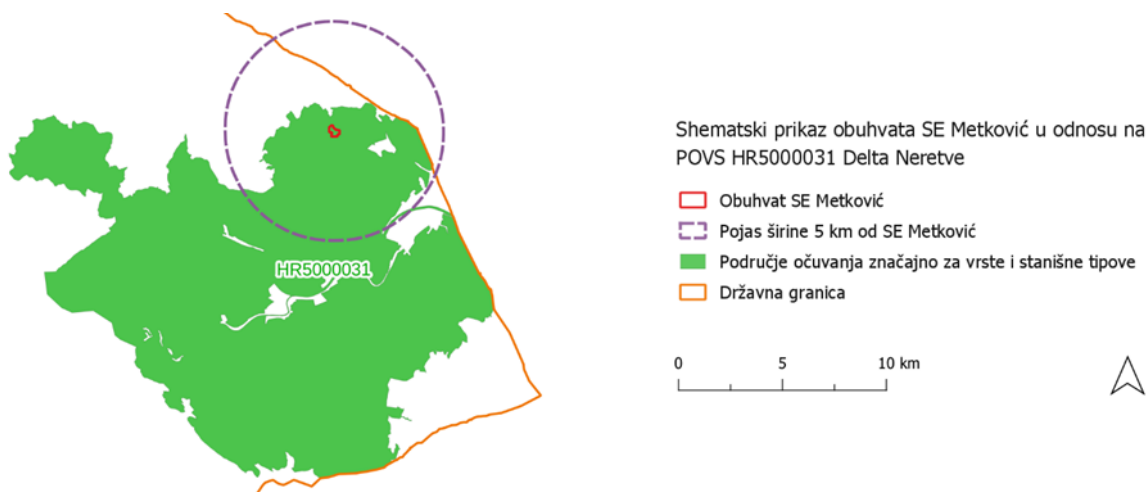 HR5000031
Shematski prikaz obuhvata SE Metković u odnosu na
POVS HR5000031 Delta Neretve
Obuhvat SE Metković
Pojas širine 5 km od SE Metković
Područje očuvanja značajno za vrste i stanišne tipove
Državna granica
0 5 10 km